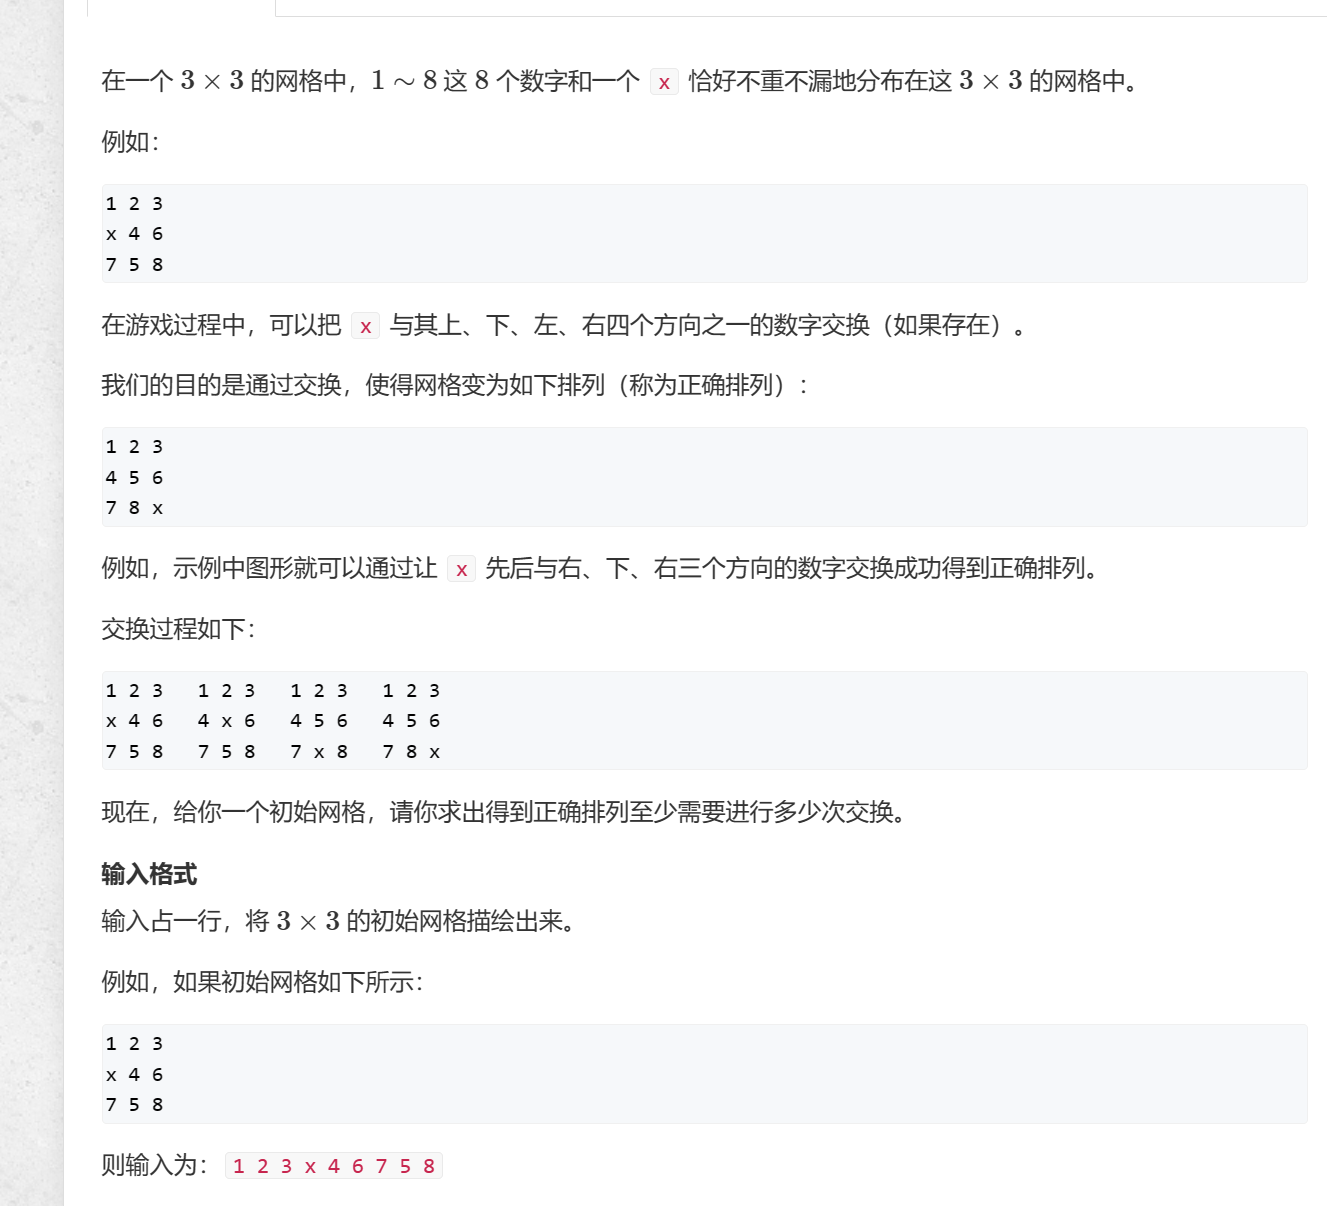 在一个 3 × 3 的网格中，1 ∼ 8 这 8 个数字和一个 x 恰好不重不漏地分布在这 3 × 3 的网格中。
例如：
1 2 3
x 4 6
7 5 8
在游戏过程中，可以把 x 与其上、下、左、右四个方向之一的数字交换（如果存在）。
我们的目的是通过交换，使得网格变为如下排列（称为正确排列）：
1 2 3
4 5 6
7 8 x
例如，示例中图形就可以通过让 x 先后与右、下、右三个方向的数字交换成功得到正确排列。
交换过程如下：
1 2 3   1 2 3   1 2 3   1 2 3
x 4 6   4 x 6   4 5 6   4 5 6
7 5 8   7 5 8   7 x 8   7 8 x
现在，给你一个初始网格，请你求出得到正确排列至少需要进行多少次交换。
输入格式
输入占一行，将 3 × 3 的初始网格描绘出来。
例如，如果初始网格如下所示：
1 2 3
x 4 6
7 5 8
则输入为：1 2 3 x 4 6 7 5 8